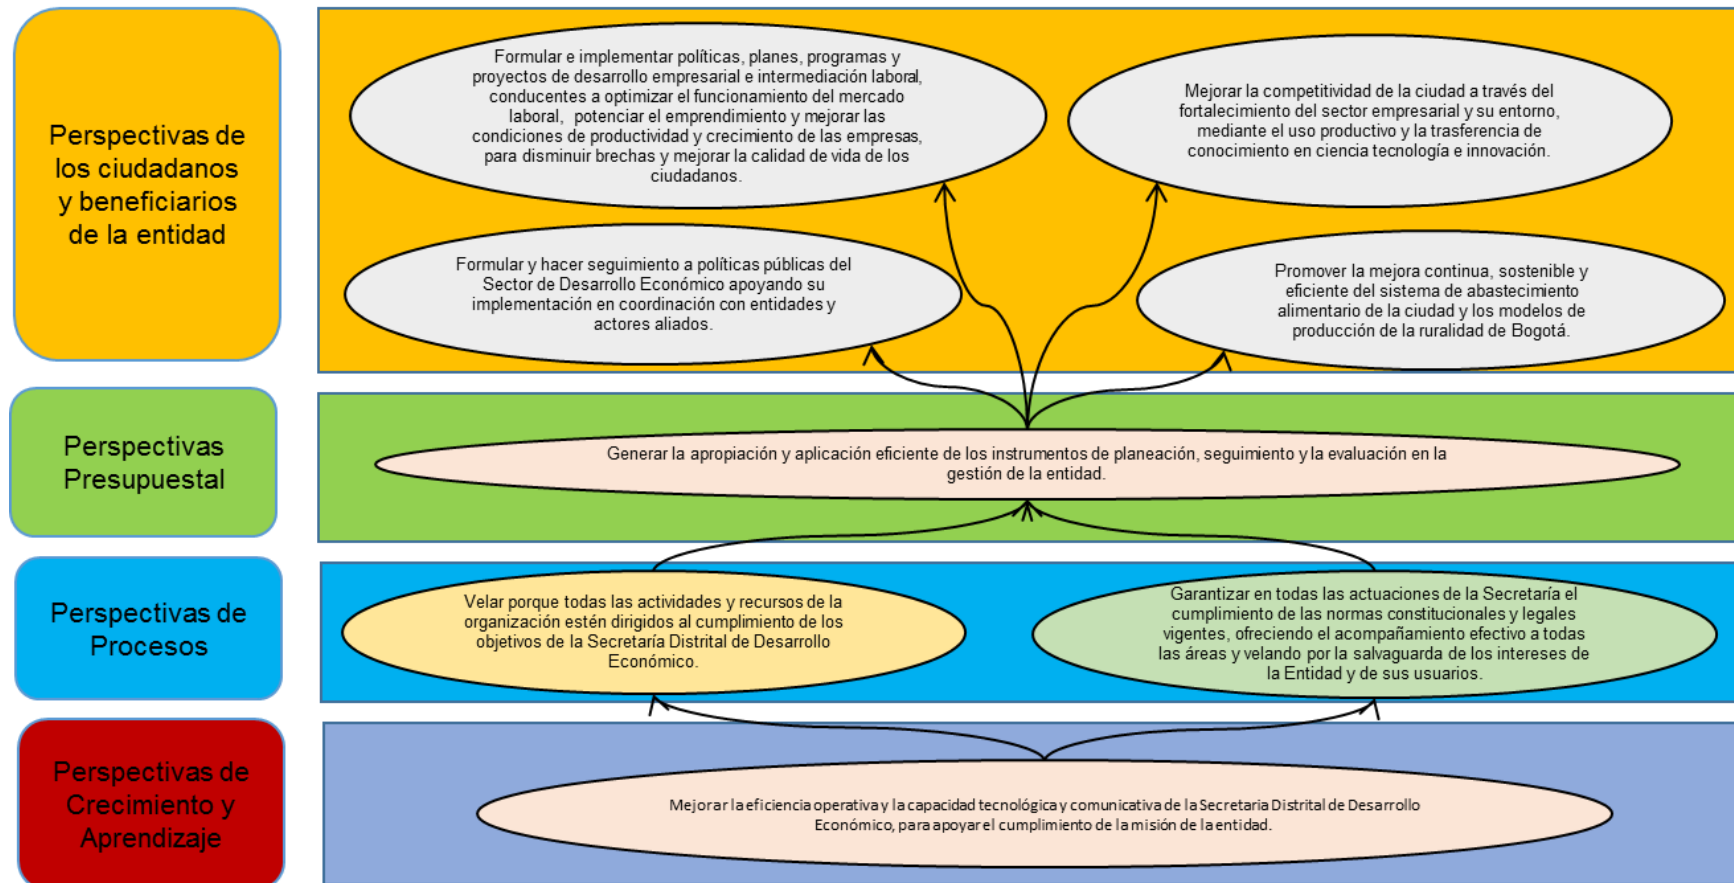 Perspectivas de
los ciudadanos
y beneficiarios
de la entidad
Formular e implementar políticas, planes, programas y
proyectos de desarrollo empresarial e intermediación laboral,
conducentes a optimizar el funcionamiento del mercado
laboral, potenciar el emprendimiento y mejorar las
condiciones de productividad y crecimiento de las empresas,
para disminuir brechas y mejorar la calidad de vida de los
ciudadanos.
Mejorar la competitividad de la ciudad a través del
fortalecimiento del sector empresarial y su entorno,
mediante el uso productivo y la trasferencia de
conocimiento en ciencia tecnología e innovación.
Formular y hacer seguimiento a políticas públicas del
Sector de Desarrollo Económico apoyando su
implementación en coordinación con entidades y
actores aliados.
Promover la mejora continua, sostenible y
eficiente del sistema de abastecimiento
alimentario de la ciudad y los modelos de
producción de la ruralidad de Bogotá.
Perspectivas
Presupuestal
Generar la apropiación y aplicación eficiente de los instrumentos de planeación, seguimiento y la evaluación en la
gestión de la entidad.
Perspectivas de
Procesos
Velar porque todas las actividades y recursos de la
organización estén dirigidos al cumplimiento de los
objetivos de la Secretaría Distrital de Desarrollo
Económico.
Garantizar en todas las actuaciones de la Secretaría el
cumplimiento de las normas constitucionales y legales
vigentes, ofreciendo el acompañamiento efectivo a todas
las áreas y velando por la salvaguarda de los intereses de
la Entidad y de sus usuarios.
Perspectivas de
Crecimiento y
Aprendizaje
Mejorar la eficiencia operativa y la capacidad tecnológica y comunicativa de la Secretaria Distrital de Desarrollo
Económico, para apoyar el cumplimiento de la misión de la entidad.